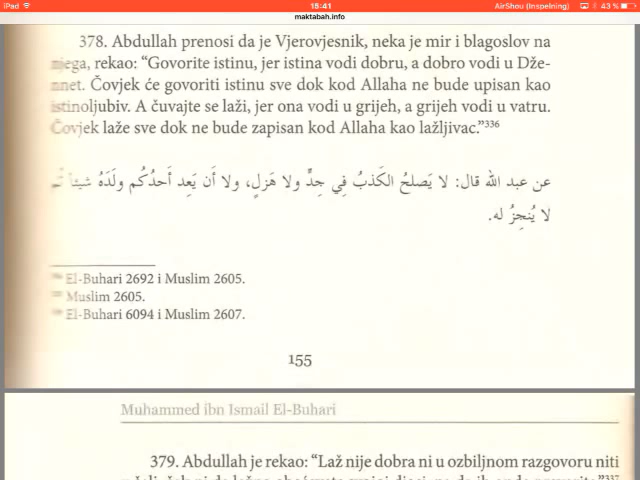 iPad
15:41
AirShou (Inspelning)
43 %
maktabah.info
378. Abdullah prenosi da je Vjerovjesnik, neka je mir i blagoslov na
njega, rekao: “Govorite istinu, jer istina vodi dobru, a dobro vodi u Dže-
nnet. Čovjek će govoriti istinu sve dok kod Allaha ne bude upisan kao
istinoljubiv. A čuvajte se laži, jer ona vodi u grijeh, a grijeh vodi u vatru.
Čovjek laže sve dok ne bude zapisan kod Allaha kao lažljivac.”³³⁶
عن عبد الله قال: لا يَصلحُ الكَذبُ فِي جِدٍّ ولا هَزلٍ، ولا أن يَعِد أَحدُكُم ولَدَهُ شيئاً ثُم
لا يُنجِزُ له.
El-Buhari 2692 i Muslim 2605.
Muslim 2605.
El-Buhari 6094 i Muslim 2607.
155
Muhammed ibn Ismail El-Buhari
379. Abdullah je rekao: “Laž nije dobra ni u ozbiljnom razgovoru niti